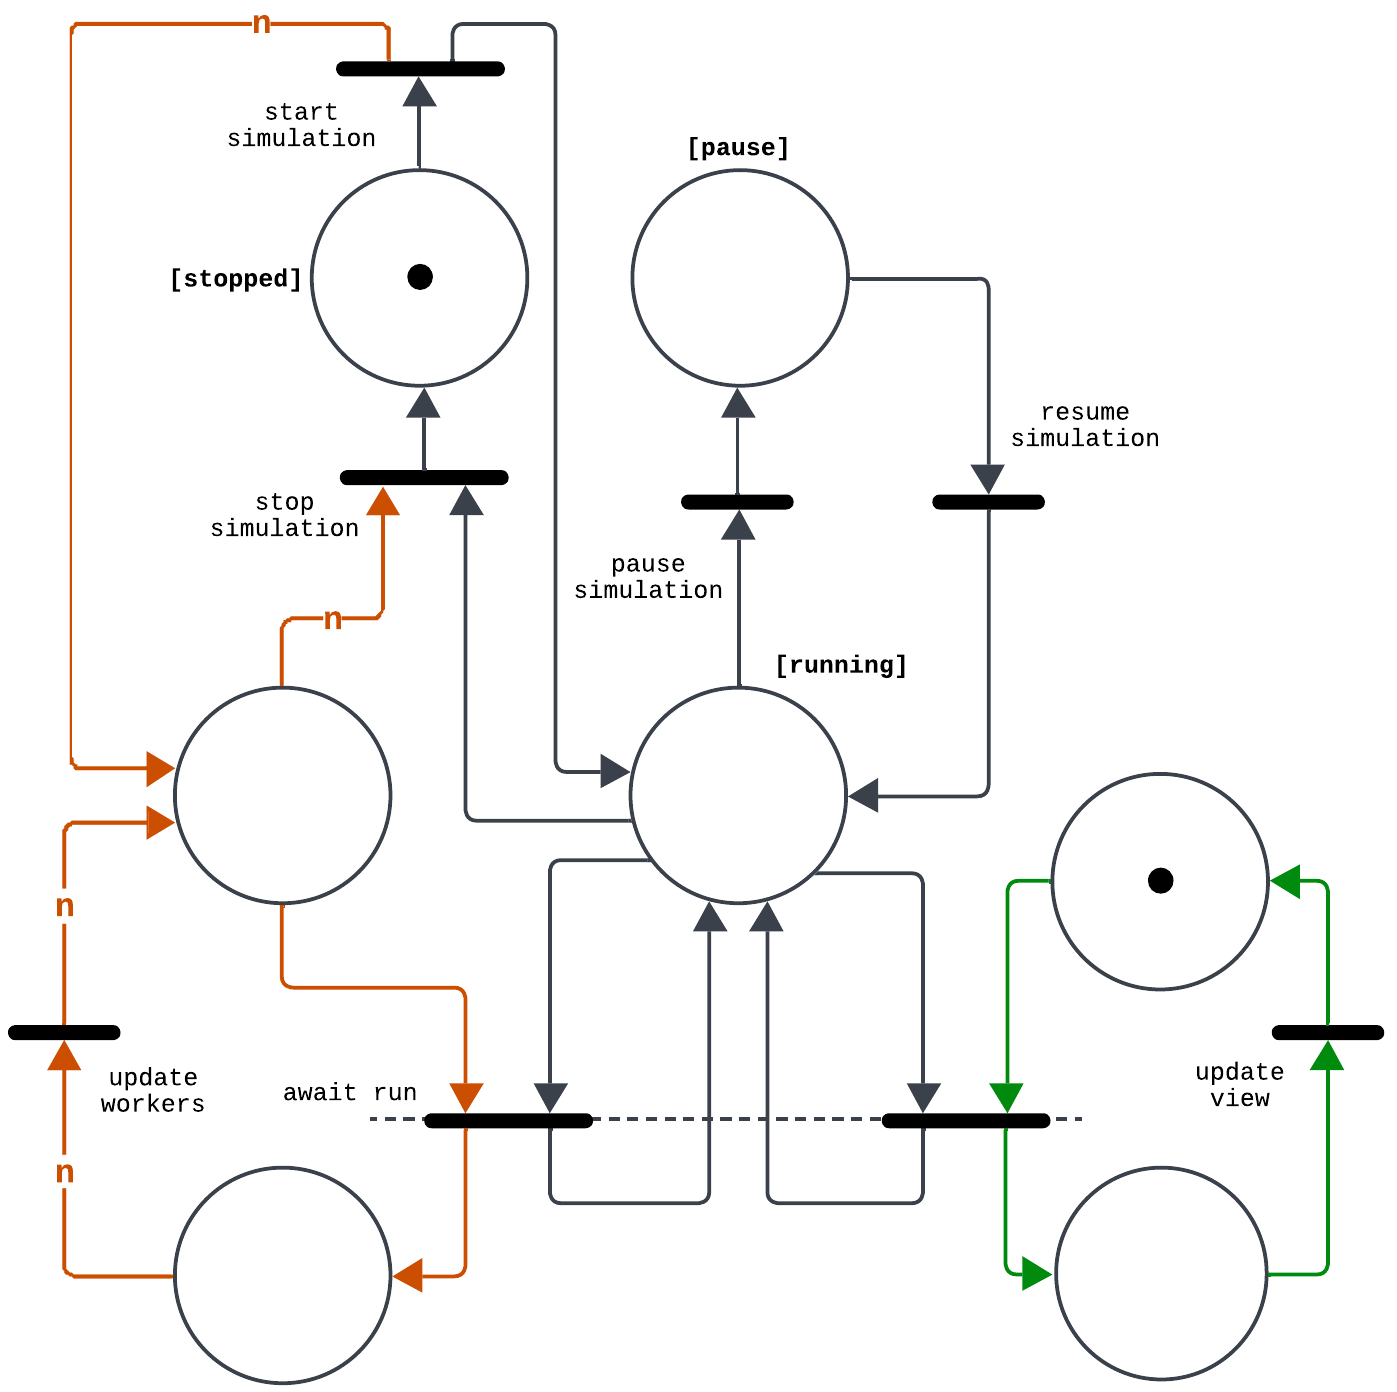 n
start
simulation
[pause]
[stopped]
resume
simulation
stop
simulation
pause
simulation
n
[running]
n
update
workers
await run
update
view
n